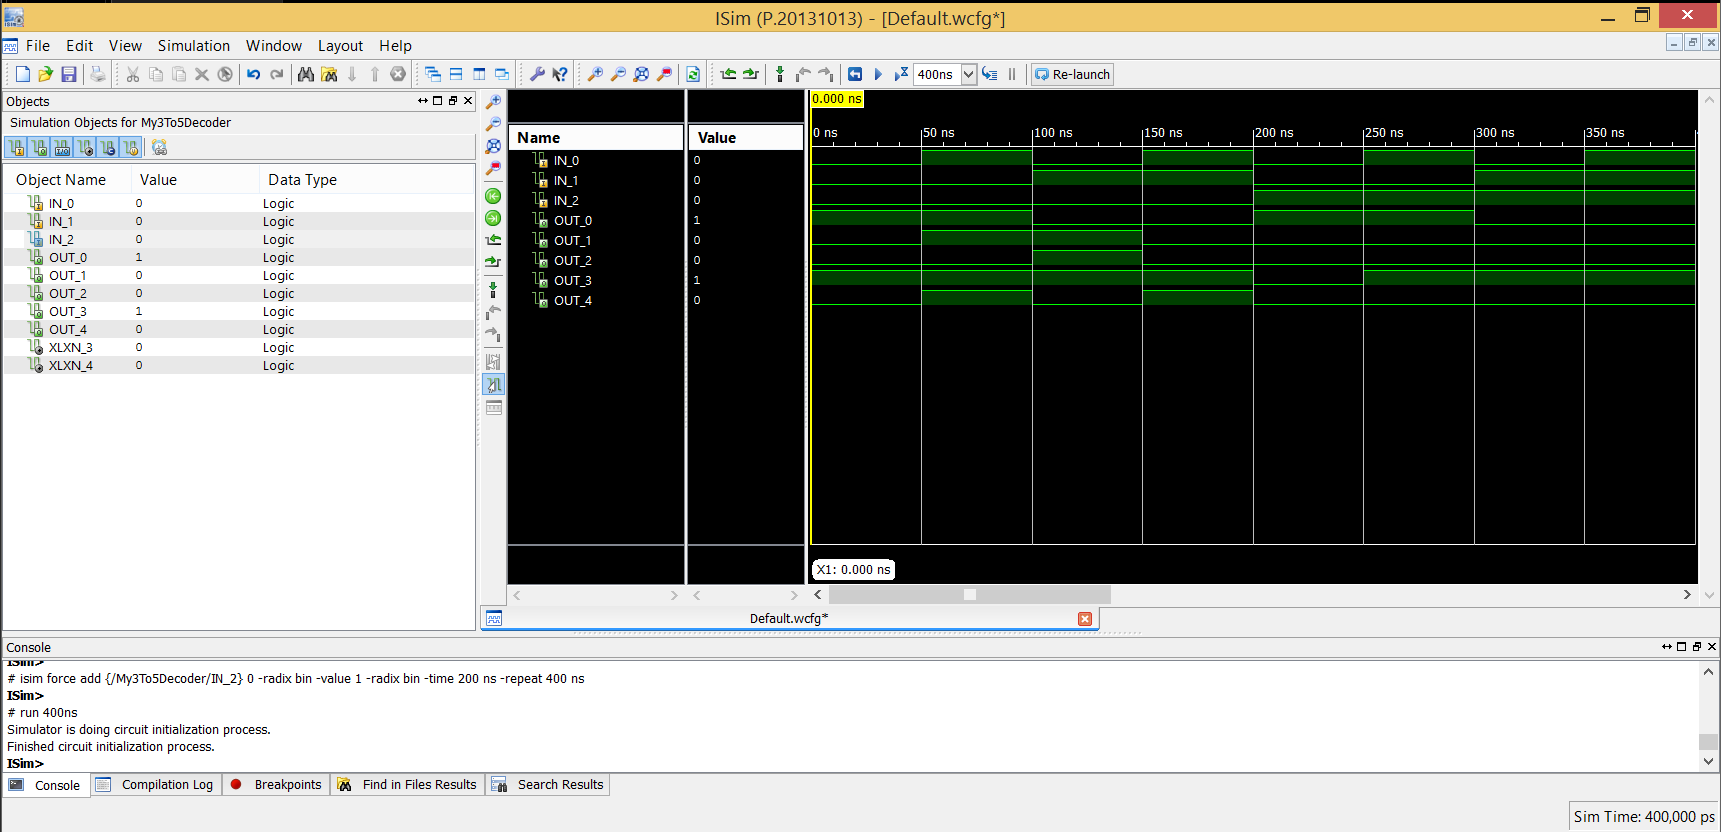 ISim (P.20131013) - [Default.wcfg*]
File Edit View Simulation Window Layout Help
400ns Re-launch
Objects
Simulation Objects for My3To5Decoder
Object Name Value Data Type
IN_0 0 Logic
IN_1 0 Logic
IN_2 0 Logic
OUT_0 1 Logic
OUT_1 0 Logic
OUT_2 0 Logic
OUT_3 1 Logic
OUT_4 0 Logic
XLXN_3 0 Logic
XLXN_4 0 Logic
Name Value
IN_0 0
IN_1 0
IN_2 0
OUT_0 1
OUT_1 0
OUT_2 0
OUT_3 1
OUT_4 0
0.000 ns
0 ns 50 ns 100 ns 150 ns 200 ns 250 ns 300 ns 350 ns
X1: 0.000 ns
Default.wcfg*
Console
ISim>
# isim force add {/My3To5Decoder/IN_2} 0 -radix bin -value 1 -radix bin -time 200 ns -repeat 400 ns
ISim>
# run 400ns
Simulator is doing circuit initialization process.
Finished circuit initialization process.
ISim>
Console Compilation Log Breakpoints Find in Files Results Search Results
Sim Time: 400,000 ps